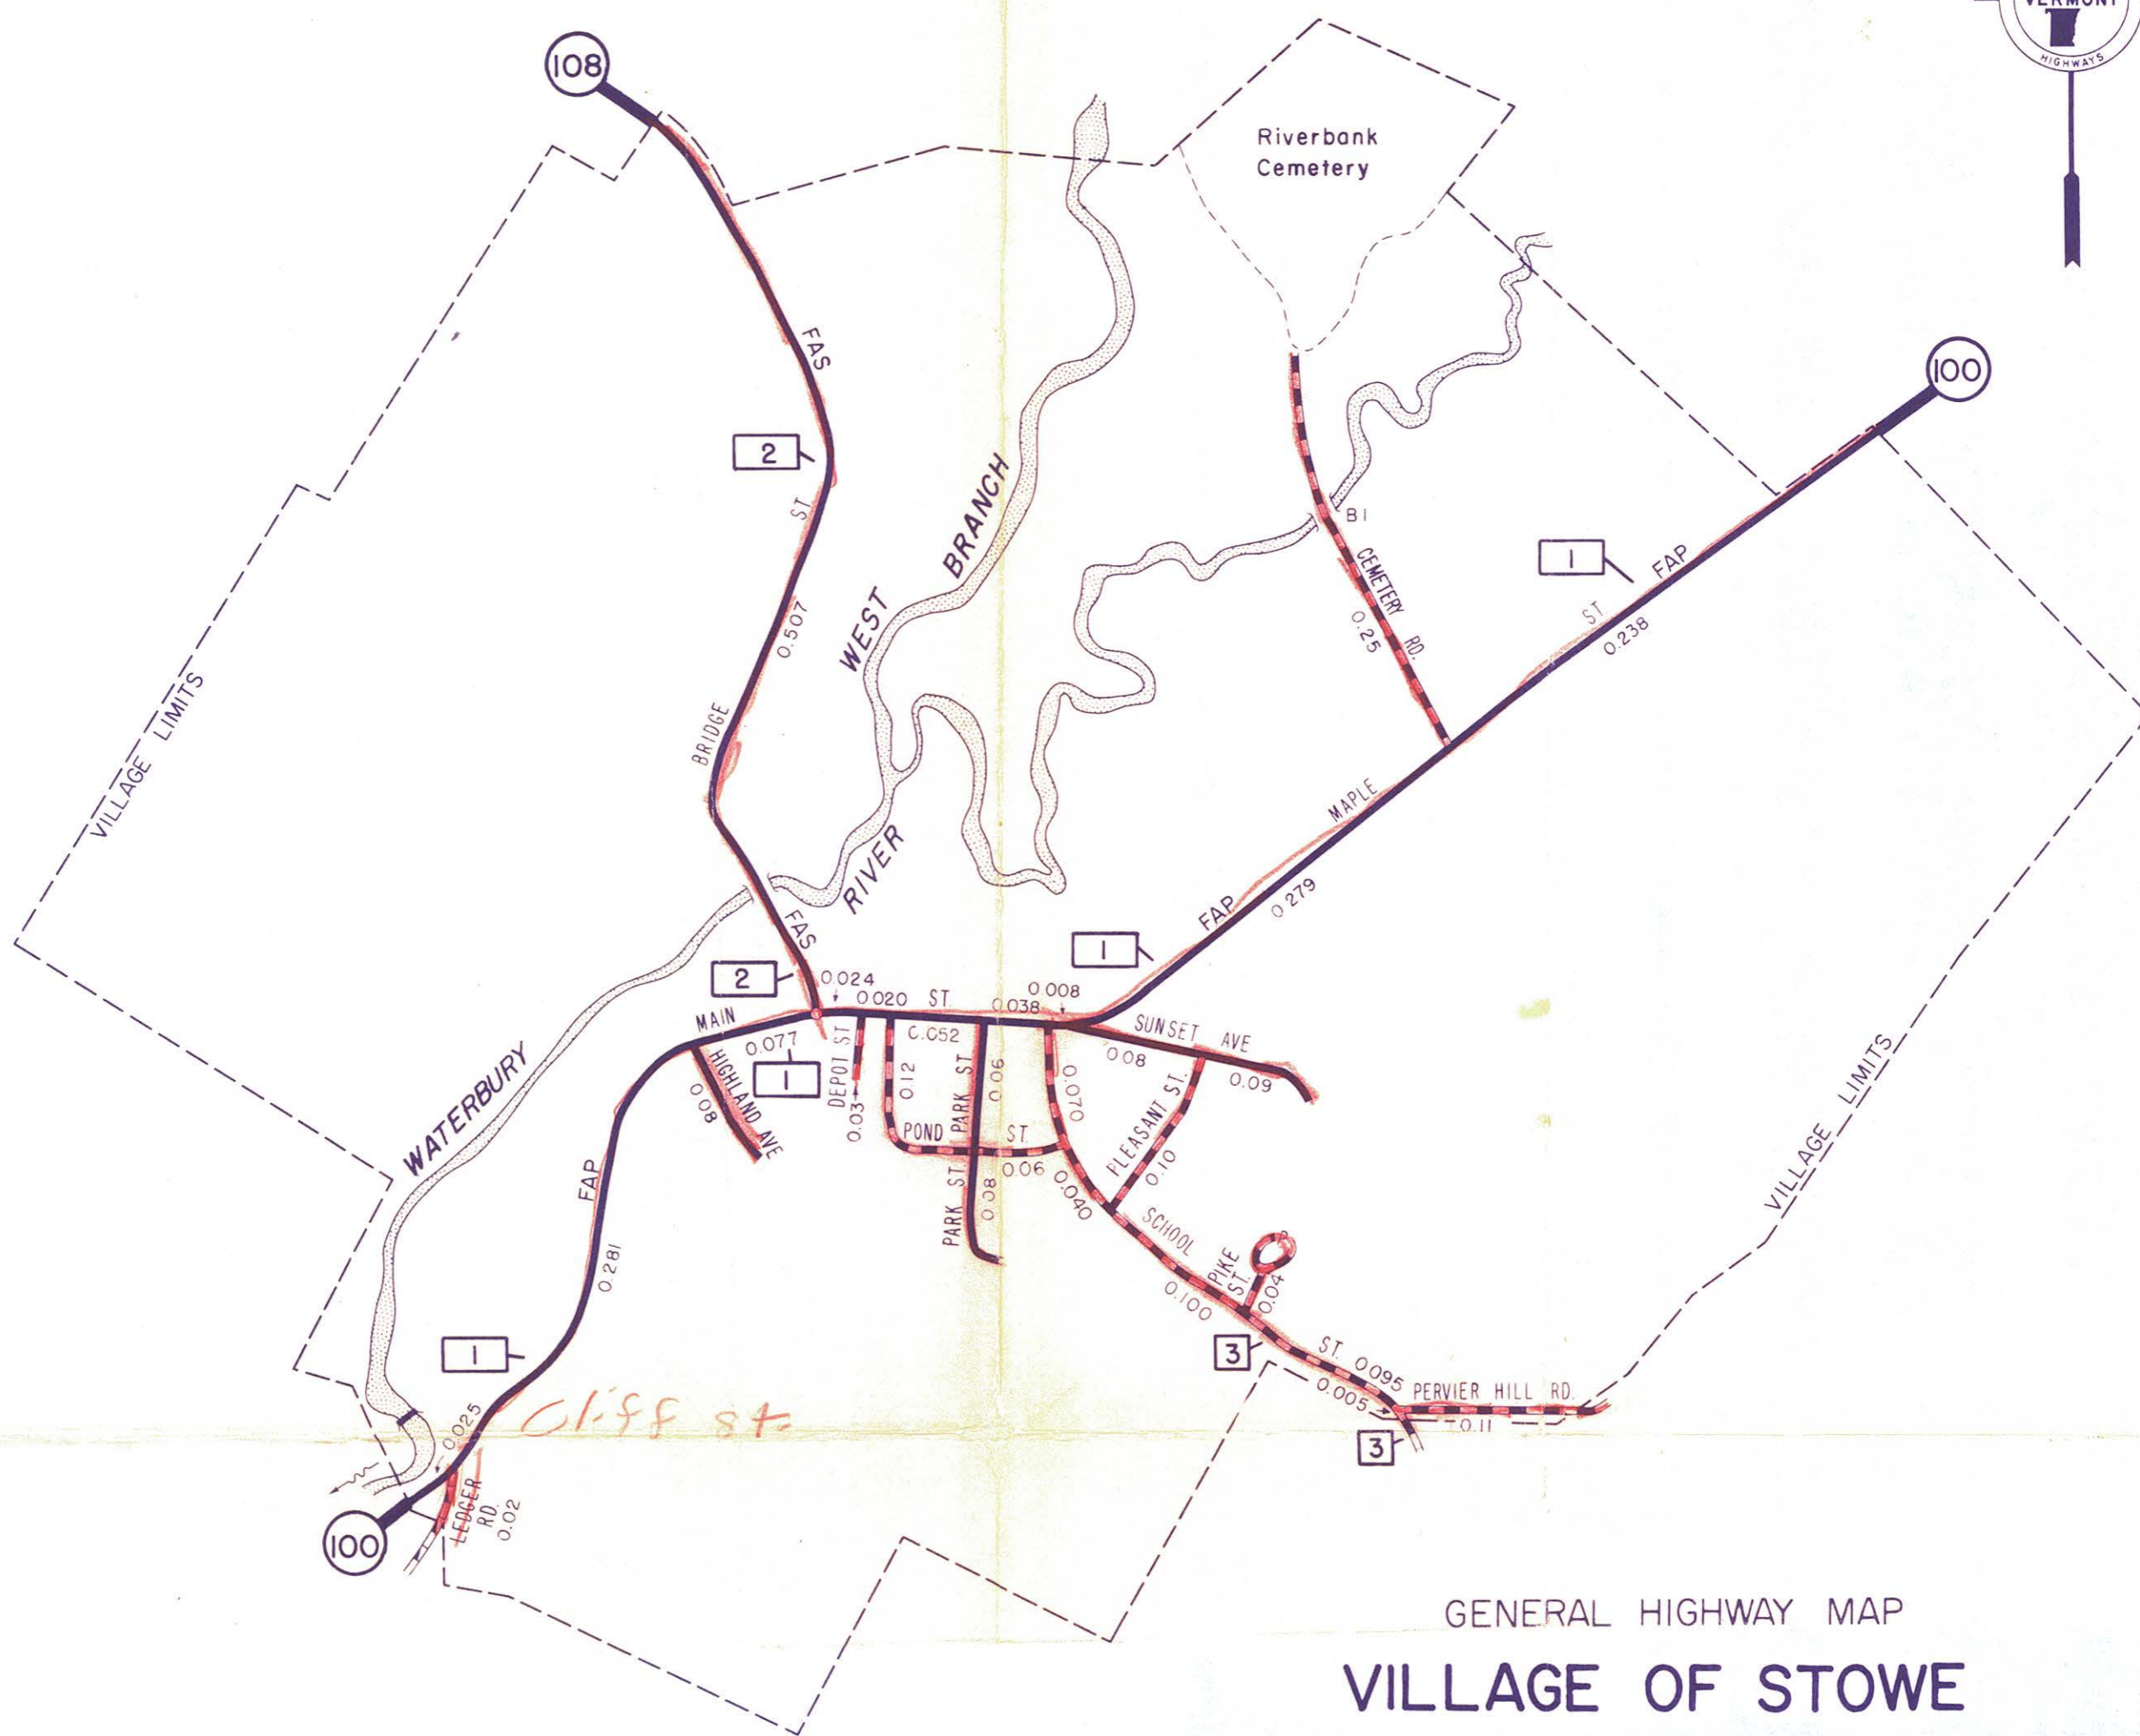 VERMONT
HIGHWAYS
108
Riverbank
Cemetery
100
FAS
2
ST
0.507
BRIDGE
WEST BRANCH
B1
CEMETERY RD.
0.25
1
FAP
ST
0.238
MAPLE
0.279
FAP
1
VILLAGE LIMITS
RIVER
WATERBURY
FAS
2
0.024
0.020
ST.
0.038
0.008
MAIN
0.077
1
HIGHLAND AVE
0.08
DEPOT ST
0.03
0.12
C.C52
PARK ST
0.06
0.070
SUNSET AVE
0.08
0.09
PLEASANT ST.
0.10
POND ST.
0.06
PARK ST.
0.08
0.040
SCHOOL
0.100
PIKE
ST.
0.04
3
ST.
0.095
0.005
PERVIER HILL RD.
0.11
3
VILLAGE LIMITS
FAP
0.281
1
0.025
Cliff st.
LEDGER
RD.
0.02
100
GENERAL HIGHWAY MAP
VILLAGE OF STOWE